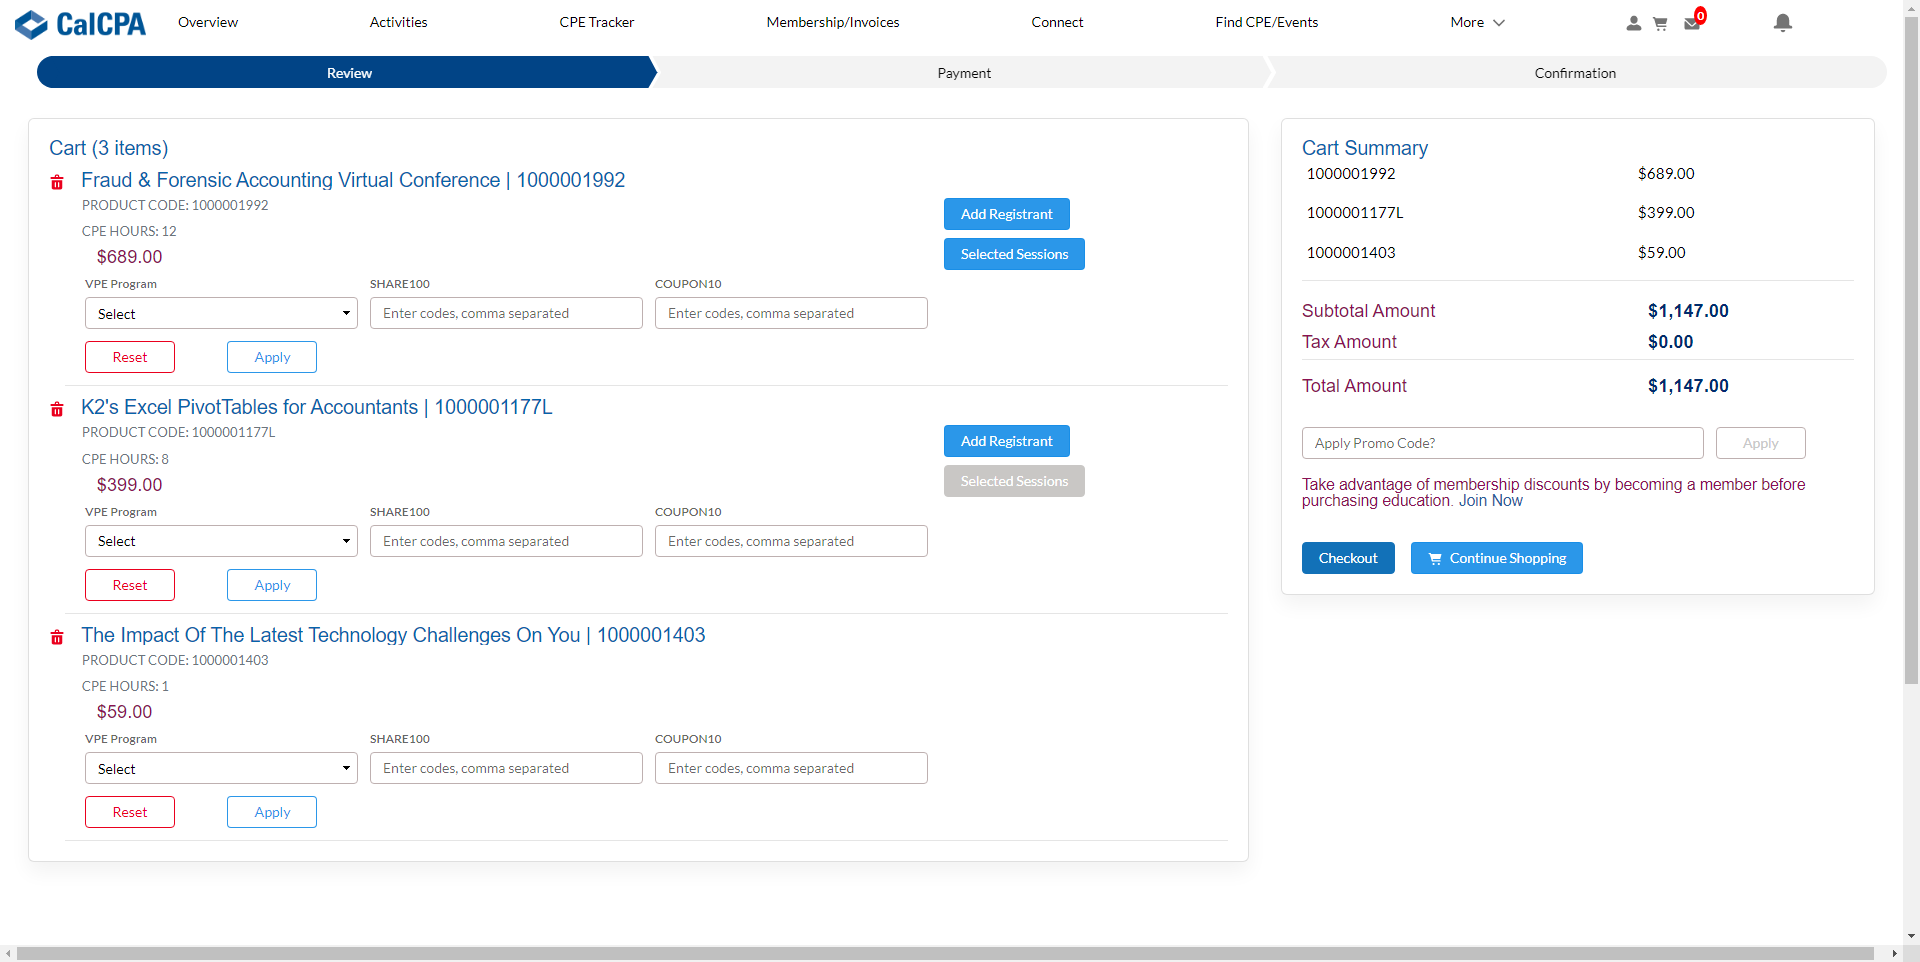 CalCPA
Overview
Activities
CPE Tracker
Membership/Invoices
Connect
Find CPE/Events
More
0
Review
Payment
Confirmation
Cart (3 items)
Fraud & Forensic Accounting Virtual Conference | 1000001992
PRODUCT CODE: 1000001992
CPE HOURS: 12
$689.00
Add Registrant
Selected Sessions
VPE Program
SHARE100
COUPON10
Select
Enter codes, comma separated
Enter codes, comma separated
Reset
Apply
K2's Excel PivotTables for Accountants | 1000001177L
PRODUCT CODE: 1000001177L
CPE HOURS: 8
$399.00
Add Registrant
Selected Sessions
VPE Program
SHARE100
COUPON10
Select
Enter codes, comma separated
Enter codes, comma separated
Reset
Apply
The Impact Of The Latest Technology Challenges On You | 1000001403
PRODUCT CODE: 1000001403
CPE HOURS: 1
$59.00
VPE Program
SHARE100
COUPON10
Select
Enter codes, comma separated
Enter codes, comma separated
Reset
Apply
Cart Summary
1000001992 $689.00
1000001177L $399.00
1000001403 $59.00
Subtotal Amount $1,147.00
Tax Amount $0.00
Total Amount $1,147.00
Apply Promo Code?
Apply
Take advantage of membership discounts by becoming a member before
purchasing education. Join Now
Checkout
Continue Shopping